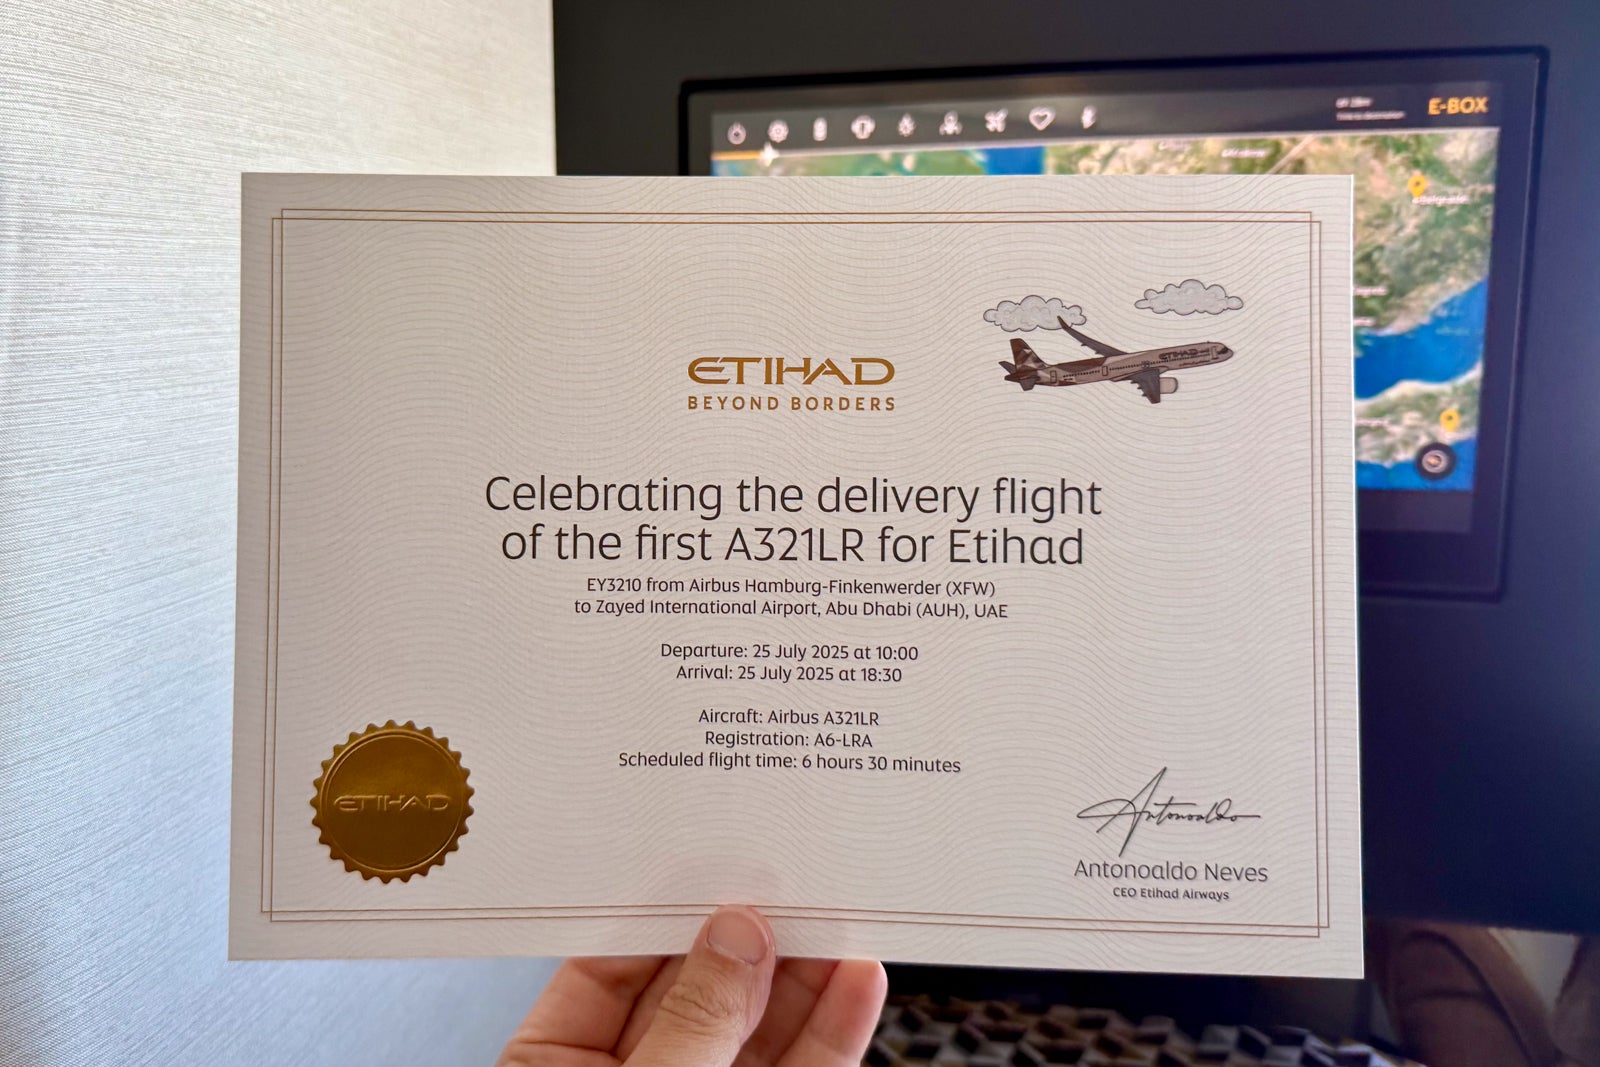 E-BOX
ETIHAD
ETIHAD
BEYOND BORDERS
Celebrating the delivery flight
of the first A321LR for Etihad
EY3210 from Airbus Hamburg-Finkenwerder (XFW)
to Zayed International Airport, Abu Dhabi (AUH), UAE
Departure: 25 July 2025 at 10:00
Arrival: 25 July 2025 at 18:30
Aircraft: Airbus A321LR
Registration: A6-LRA
Scheduled flight time: 6 hours 30 minutes
ETIHAD
Antonoaldo
Antonoaldo Neves
CEO Etihad Airways